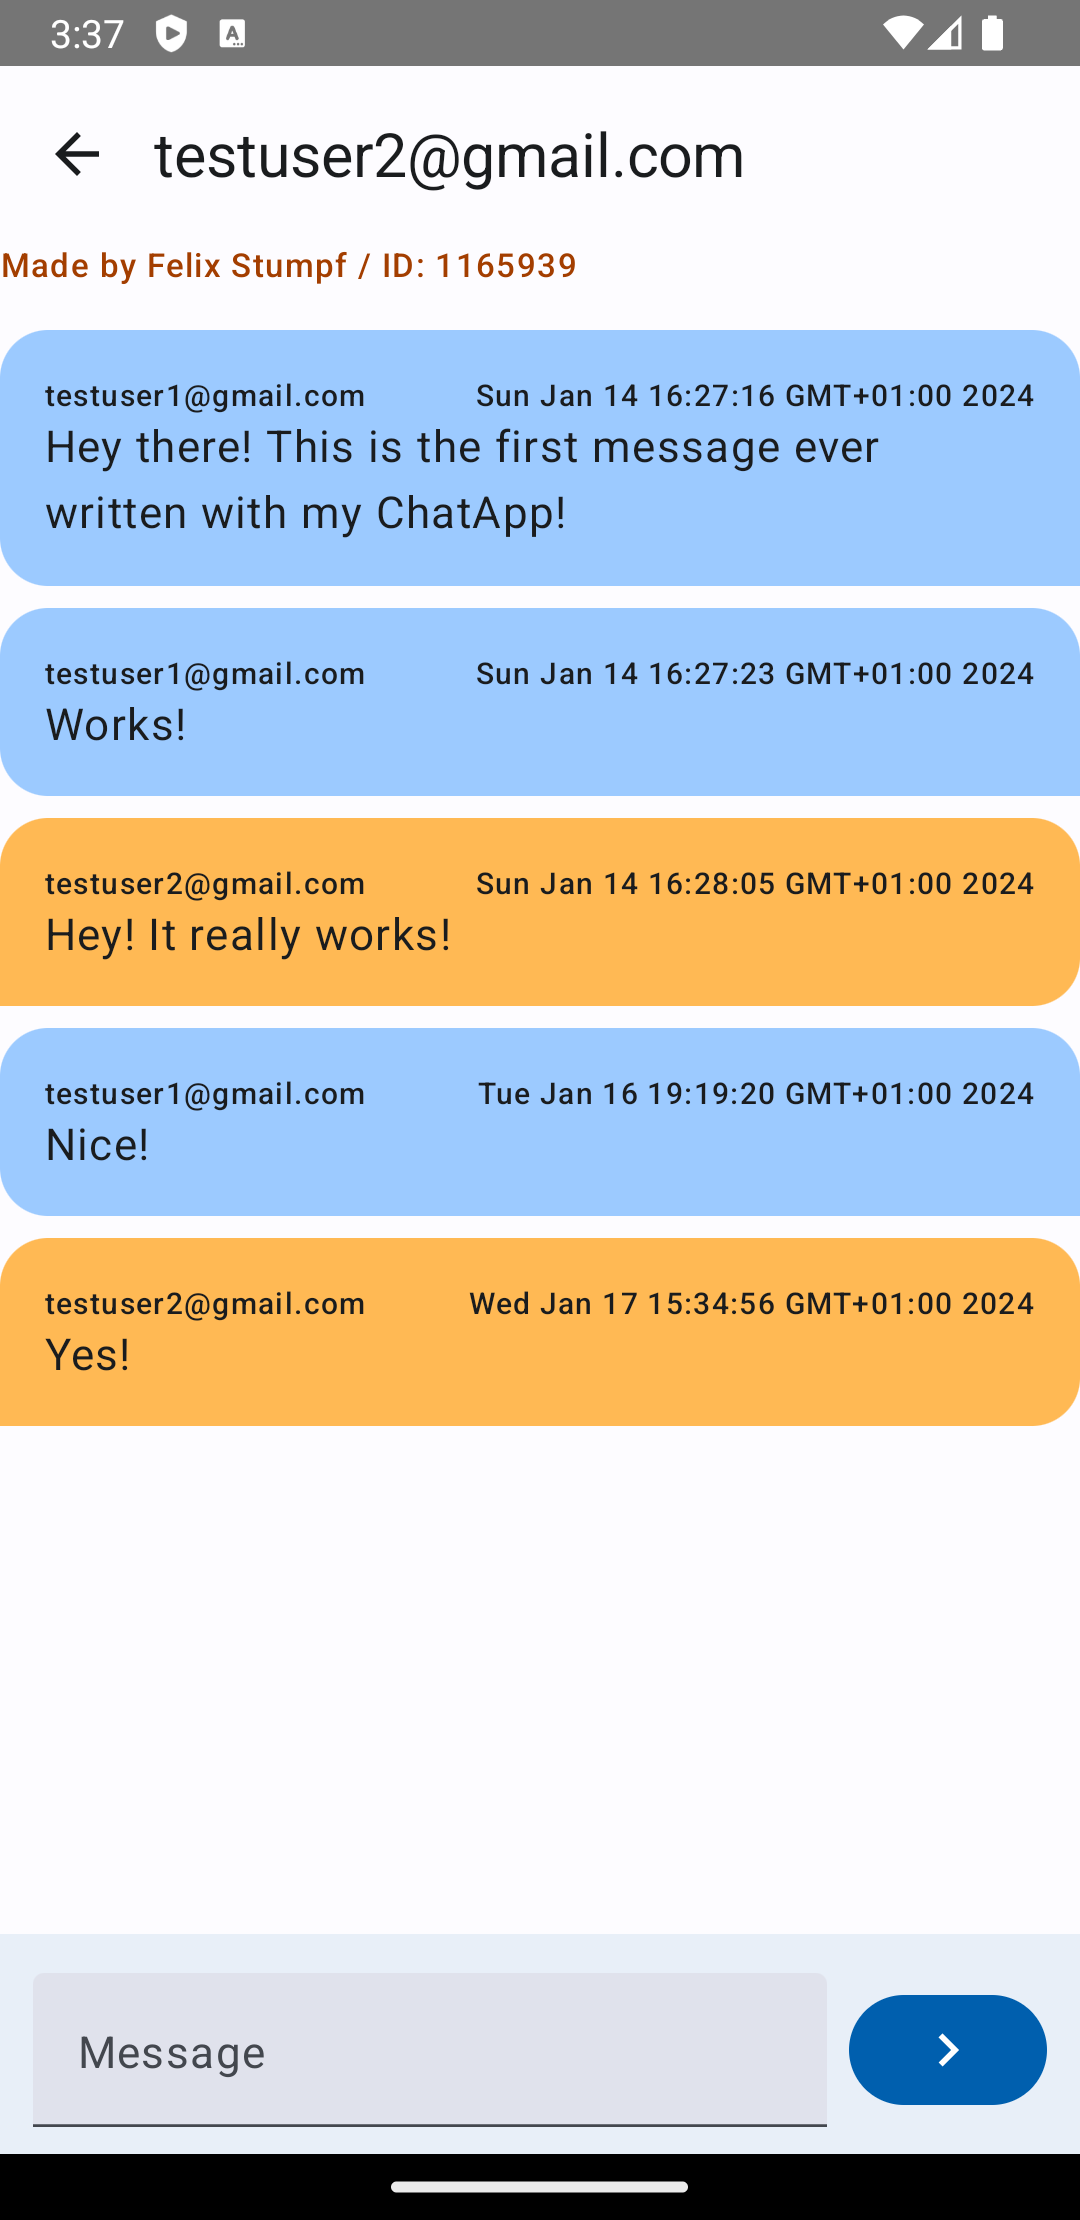 3:37
testuser2@gmail.com
Made by Felix Stumpf / ID: 1165939
testuser1@gmail.com Sun Jan 14 16:27:16 GMT+01:00 2024
Hey there! This is the first message ever
written with my ChatApp!
testuser1@gmail.com Sun Jan 14 16:27:23 GMT+01:00 2024
Works!
testuser2@gmail.com Sun Jan 14 16:28:05 GMT+01:00 2024
Hey! It really works!
testuser1@gmail.com Tue Jan 16 19:19:20 GMT+01:00 2024
Nice!
testuser2@gmail.com Wed Jan 17 15:34:56 GMT+01:00 2024
Yes!
Message